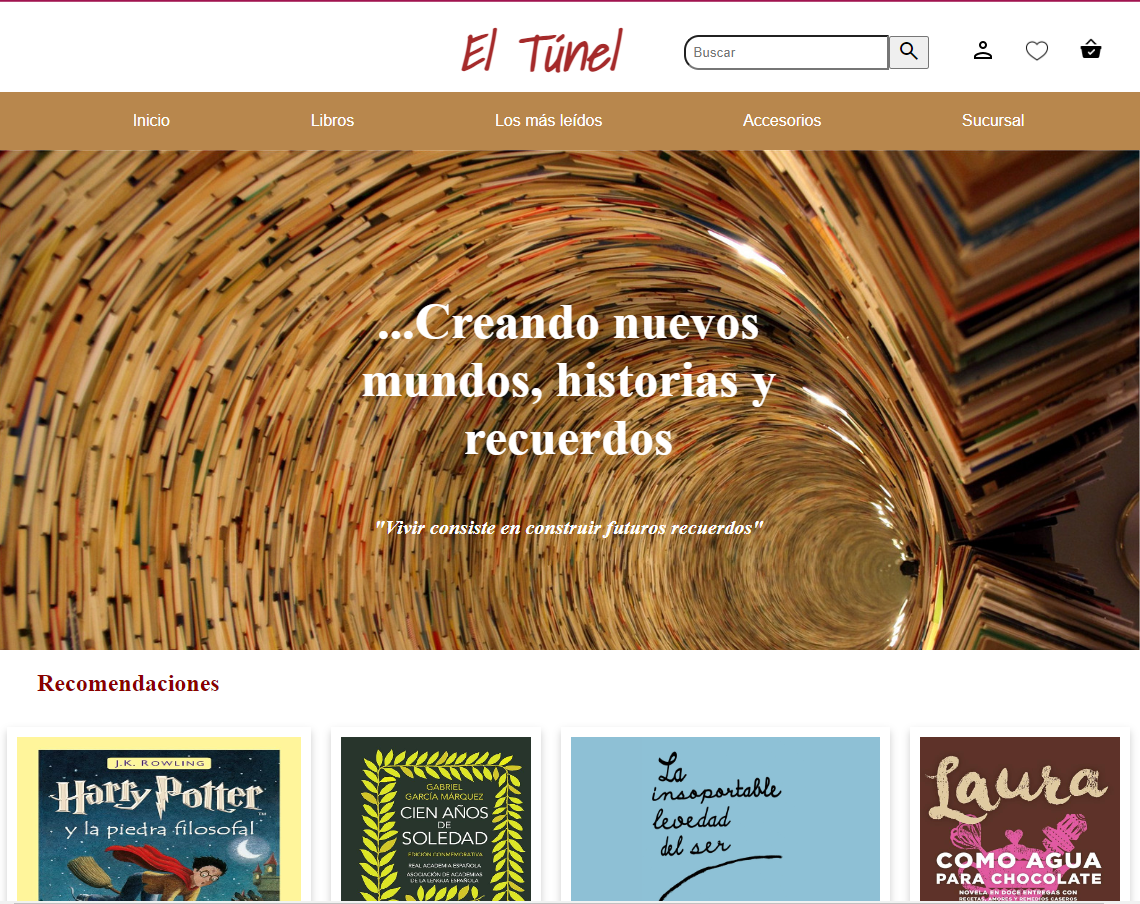 El Túnel
Buscar
Inicio
Libros
Los más leídos
Accesorios
Sucursal
...Creando nuevos
mundos, historias y
recuerdos
"Vivir consiste en construir futuros recuerdos"
Recomendaciones
J.K. ROWLING
Harry Potter
y la piedra filosofal
GABRIEL
GARCÍA MÁRQUEZ
CIEN AÑOS
DE
SOLEDAD
EDICIÓN CONMEMORATIVA
REAL ACADEMIA ESPAÑOLA
ASOCIACIÓN DE ACADEMIAS
DE LA LENGUA ESPAÑOLA
La
insoportable
levedad
del ser
Laura
COMO AGUA
PARA CHOCOLATE
NOVELA EN DOCE ENTREGAS CON
RECETAS, AMORES Y REMEDIOS CASEROS